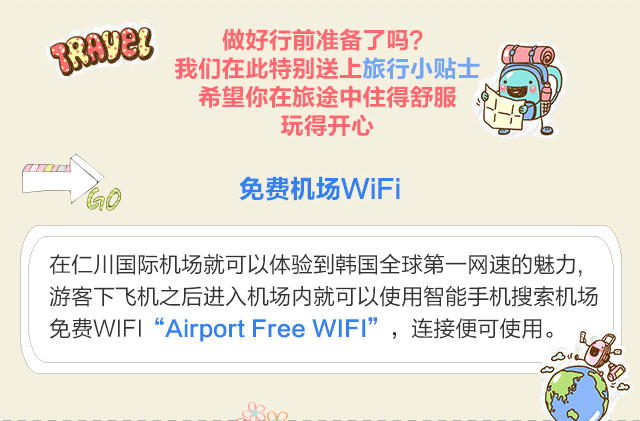 TRAVEL
做好行前准备了吗？
我们在此特别送上旅行小贴士
希望你在旅途中住得舒服
玩得开心
GO
免费机场WiFi
在仁川国际机场就可以体验到韩国全球第一网速的魅力，
游客下飞机之后进入机场内就可以使用智能手机搜索机场
免费WIFI“Airport Free WIFI”，连接便可使用。